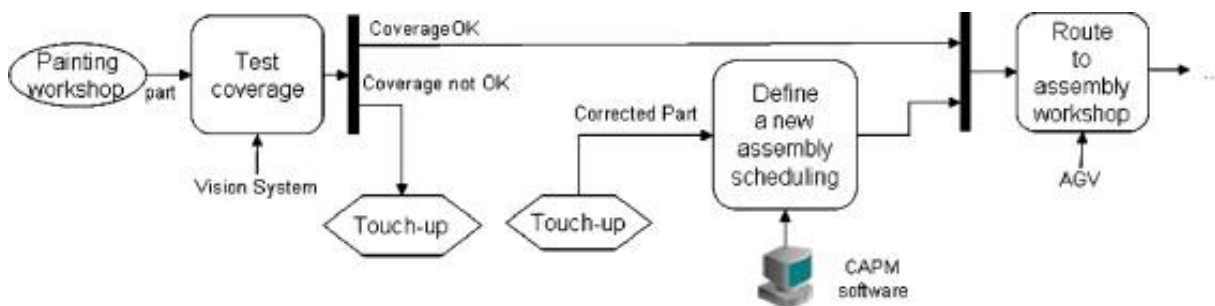 Painting
workshop
part
Test
coverage
Vision System
CoverageOK
Coverage not OK
Touch-up
Touch-up
Corrected Part
Define
a new
assembly
scheduling
CAPM
software
Route
to
assembly
workshop
AGV
..